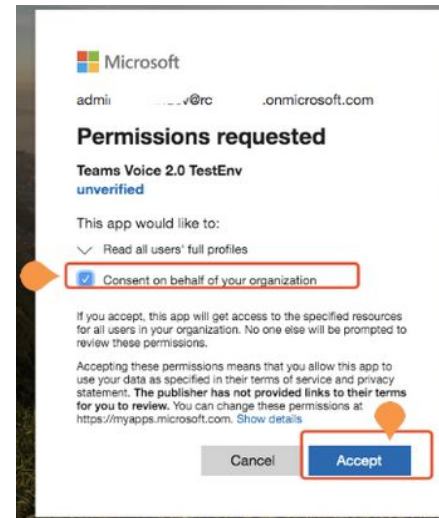 Microsoft
@rc .onmicrosoft.com
Permissions requested
Teams Voice 2.0 TestEnv
unverified
This app would like to:
Read all users' full profiles
Consent on behalf of your organization
If you accept, this app will get access to the specified resources
for all users in your organization. No one else will be prompted to
review these permissions.
Accepting these permissions means that you allow this app to
use your data as specified in their terms of service and privacy
statement. The publisher has not provided links to their terms
for you to review. You can change these permissions at
https://myapps.microsoft.com. Show details
Cancel
Accept